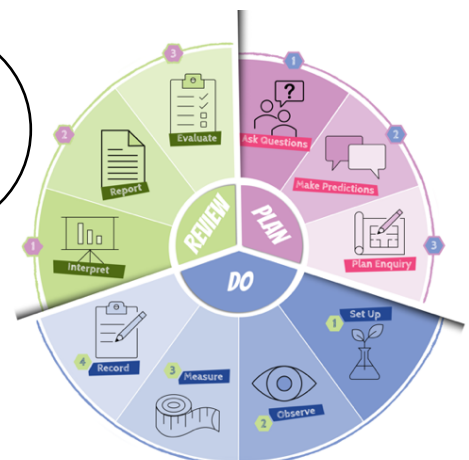 PLAN
1
Ask Questions
2
Make Predictions
3
Plan Enquiry
DO
1
Set Up
2
Observe
3
Measure
4
Record
REVIEW
1
Interpret
2
Report
3
Evaluate